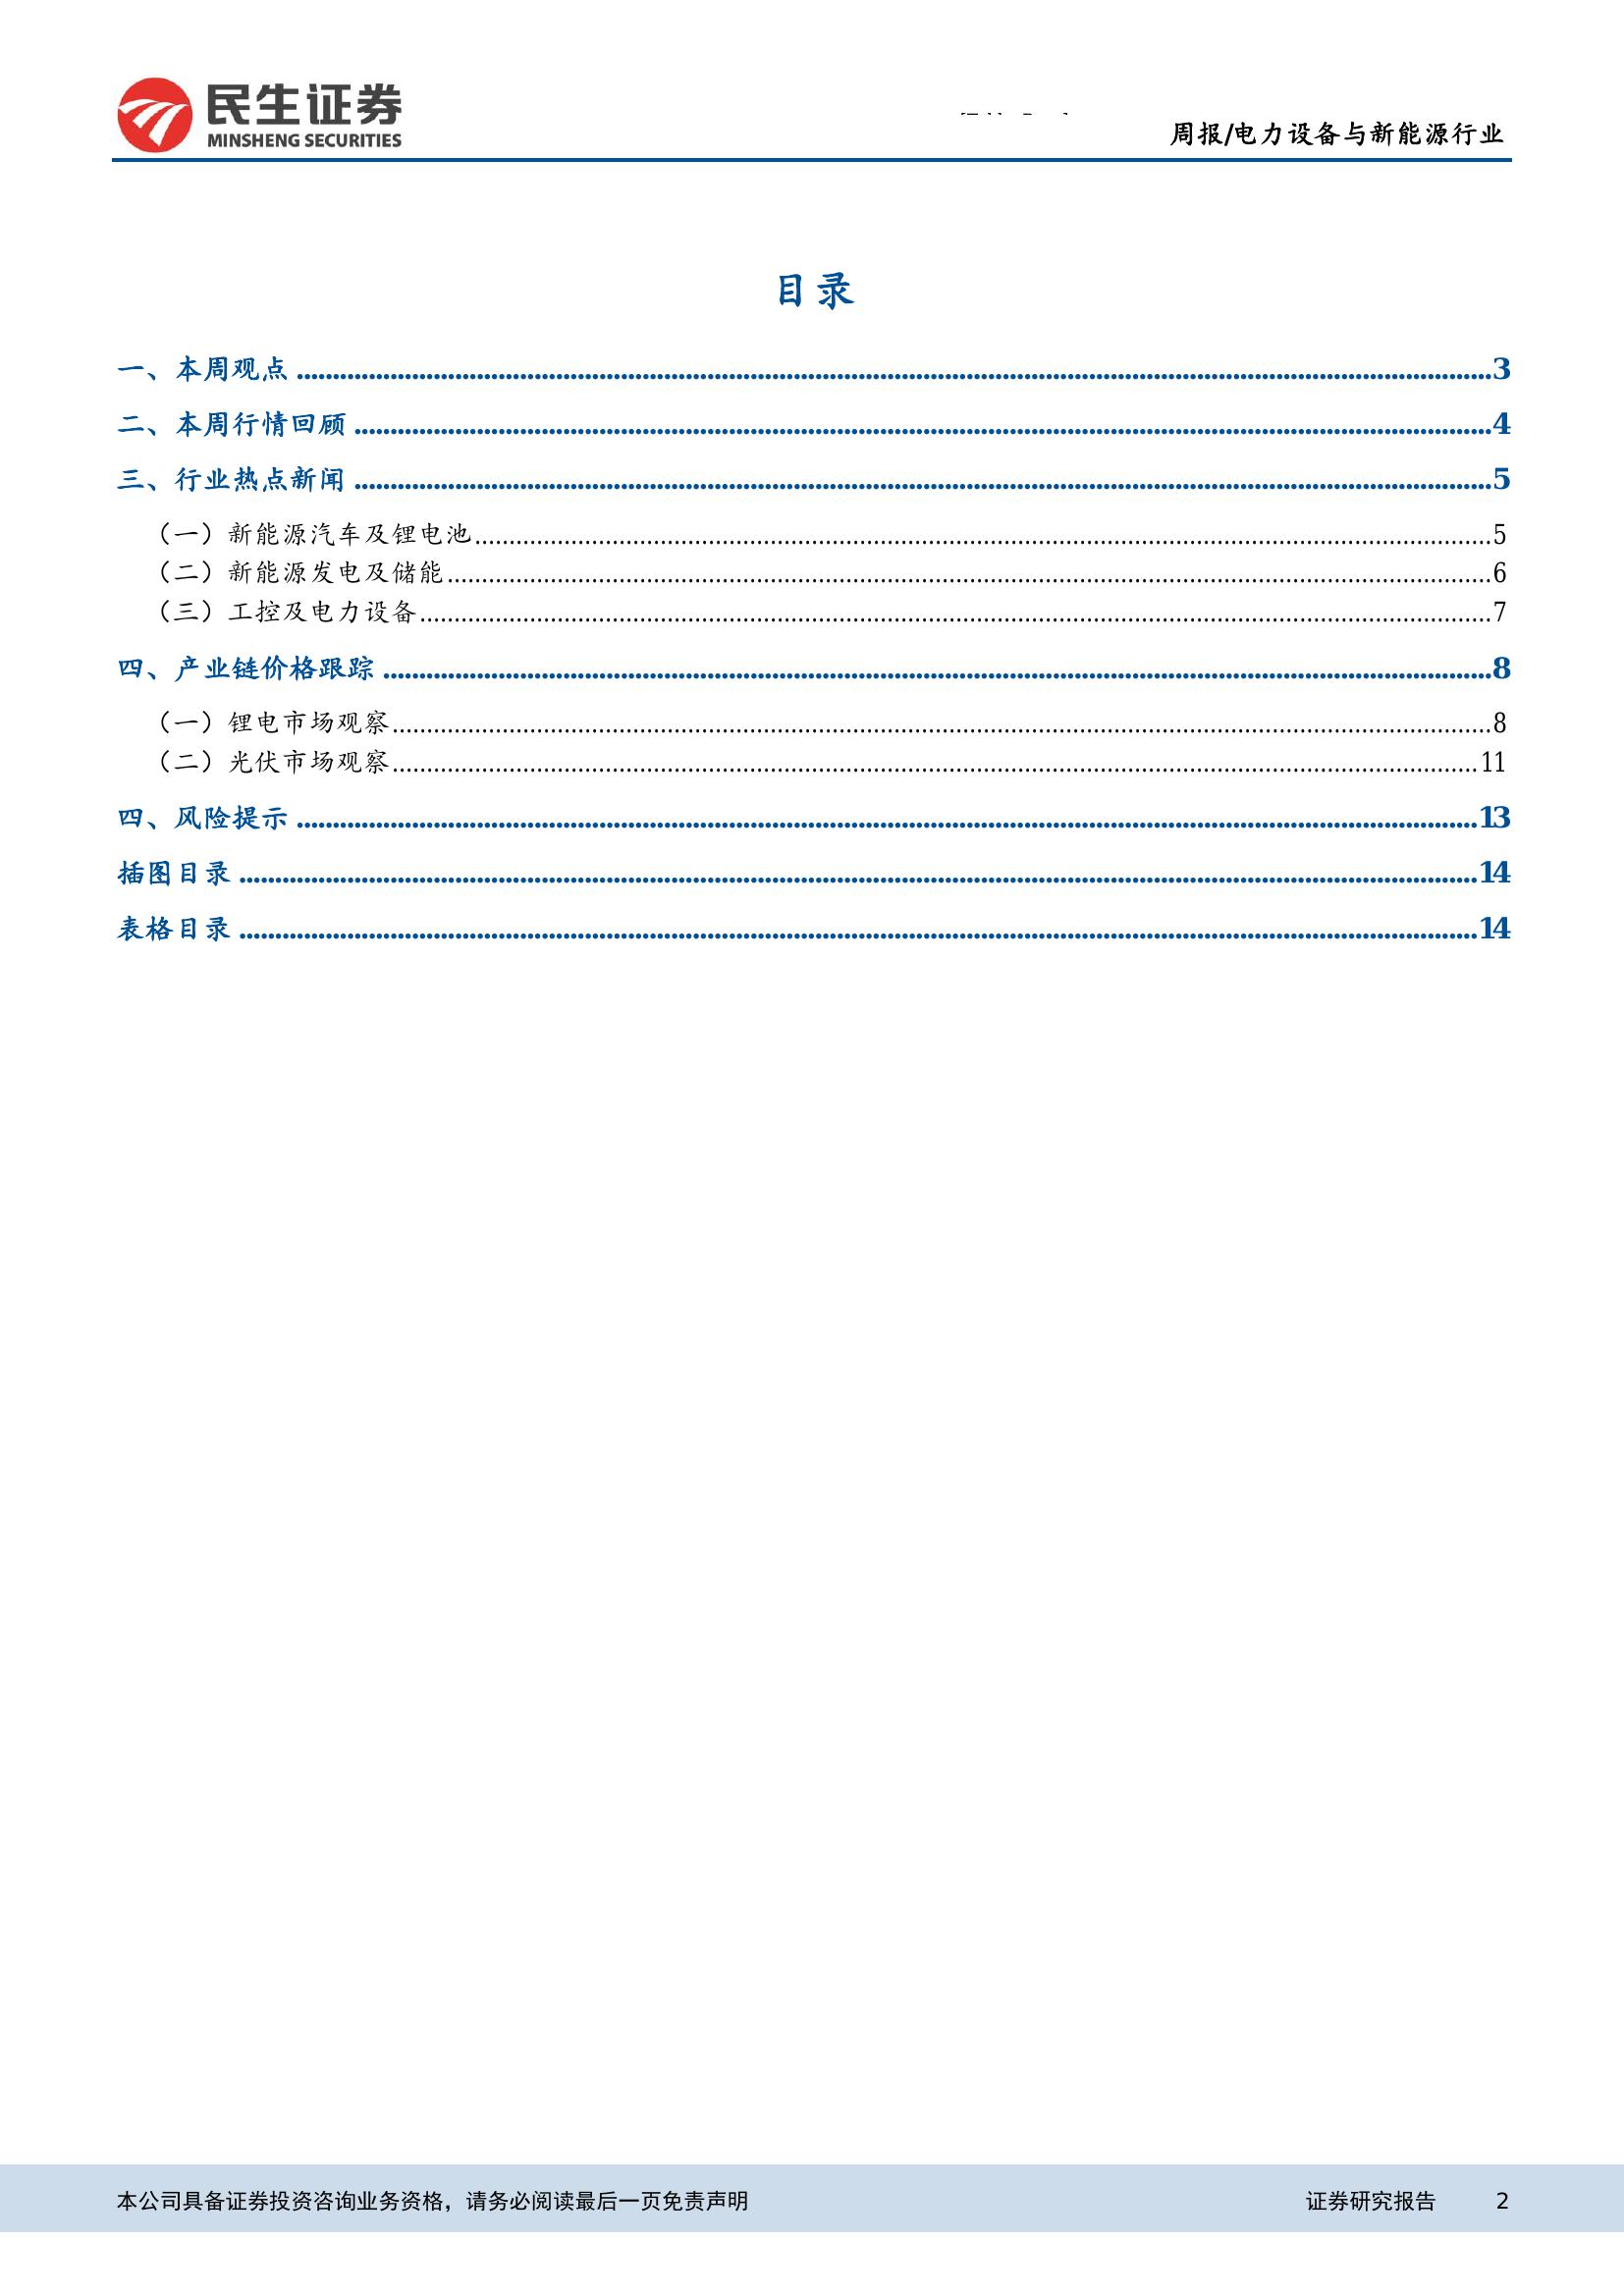 民生证券
MINSHENG SECURITIES
周报/电力设备与新能源行业
目录
一、本周观点 ........ 3
二、本周行情回顾 ........ 4
三、行业热点新闻 ........ 5
（一）新能源汽车及锂电池 ........ 5
（二）新能源发电及储能 ........ 6
（三）工控及电力设备 ........ 7
四、产业链价格跟踪 ........ 8
（一）锂电市场观察 ........ 8
（二）光伏市场观察 ........ 11
四、风险提示 ........ 13
插图目录 ........ 14
表格目录 ........ 14
本公司具备证券投资咨询业务资格，请务必阅读最后一页免责声明 证券研究报告 2